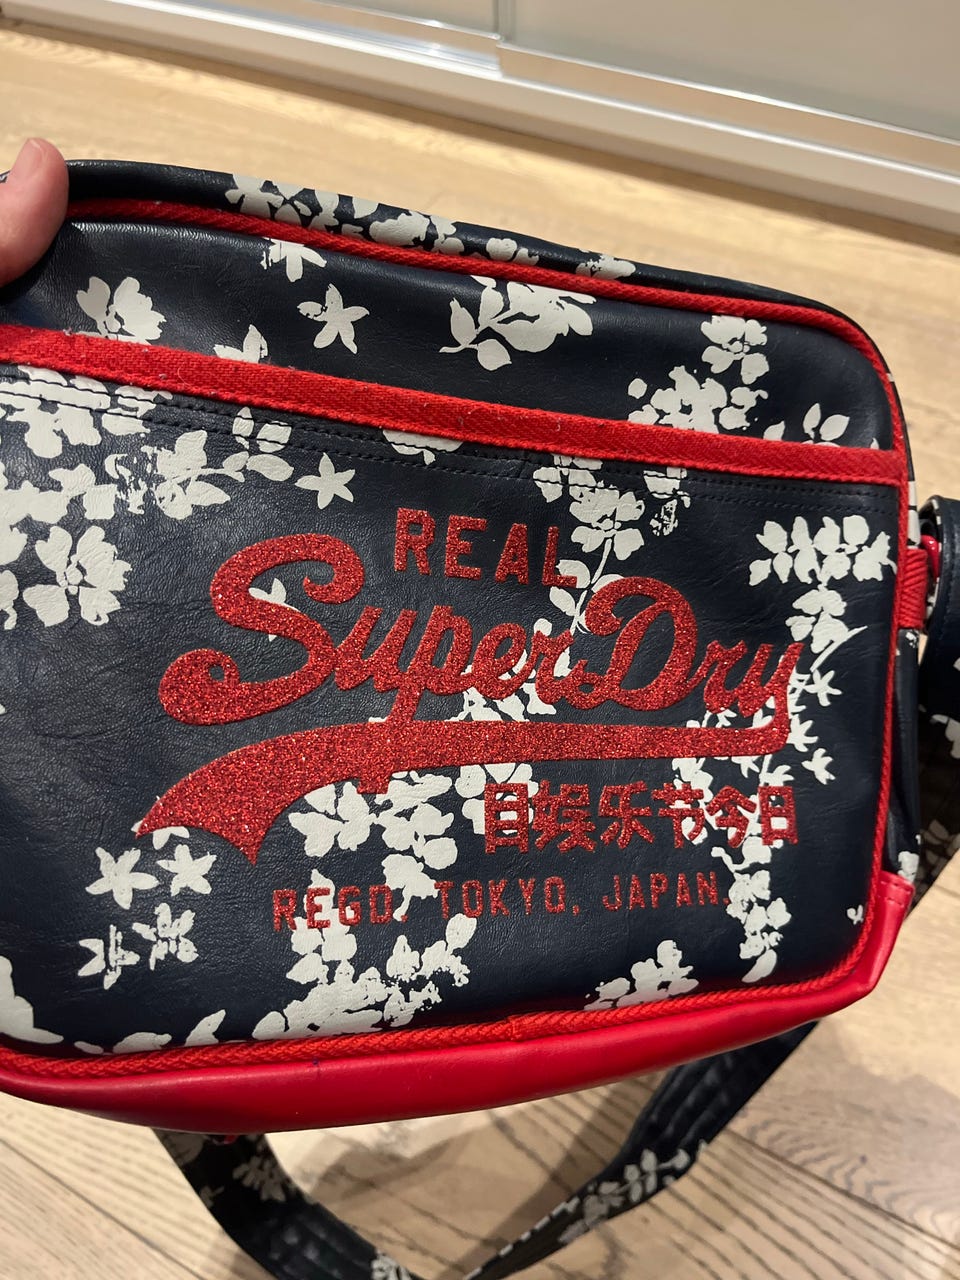 REAL
SuperDry
目娱乐节今日
REGD. TOKYO, JAPAN.